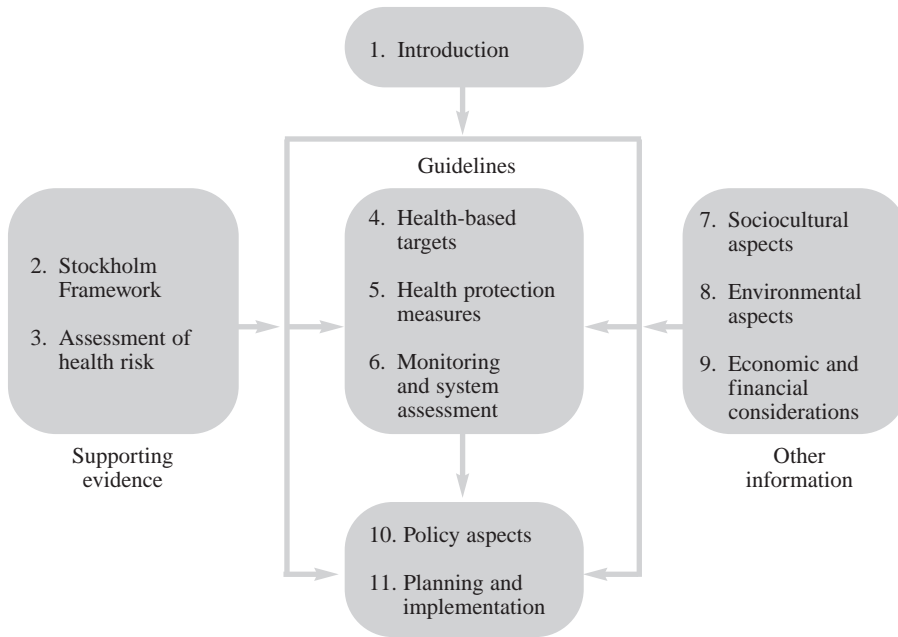 1. Introduction
Guidelines
4. Health-based
targets
5. Health protection
measures
6. Monitoring
and system
assessment
2. Stockholm
Framework
3. Assessment of
health risk
Supporting
evidence
7. Sociocultural
aspects
8. Environmental
aspects
9. Economic and
financial
considerations
Other
information
10. Policy aspects
11. Planning and
implementation